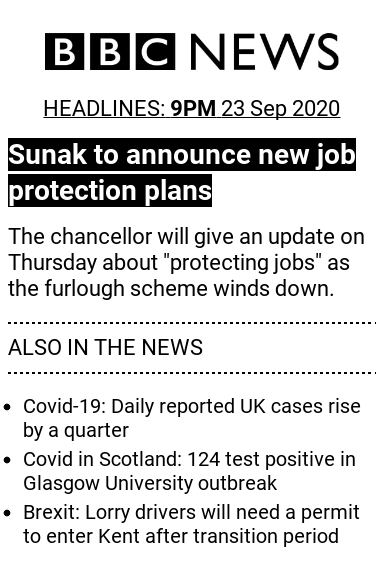 BBC NEWS
HEADLINES: 9PM 23 Sep 2020
Sunak to announce new job
protection plans
The chancellor will give an update on
Thursday about "protecting jobs" as
the furlough scheme winds down.
ALSO IN THE NEWS
Covid-19: Daily reported UK cases rise
by a quarter
Covid in Scotland: 124 test positive in
Glasgow University outbreak
Brexit: Lorry drivers will need a permit
to enter Kent after transition period